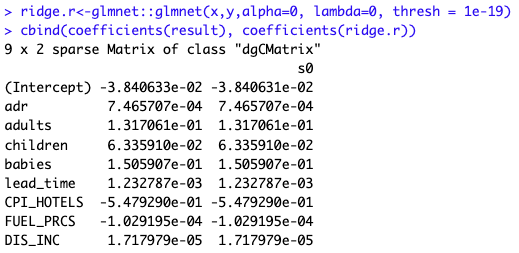 > ridge.r<-glmnet::glmnet(x,y,alpha=0, lambda=0, thresh = 1e-19)
> cbind(coefficients(result), coefficients(ridge.r))
9 x 2 sparse Matrix of class "dgCMatrix"
s0
(Intercept) -3.840633e-02 -3.840631e-02
adr 7.465707e-04 7.465707e-04
adults 1.317061e-01 1.317061e-01
children 6.335910e-02 6.335910e-02
babies 1.505907e-01 1.505907e-01
lead_time 1.232787e-03 1.232787e-03
CPI_HOTELS -5.479290e-01 -5.479290e-01
FUEL_PRCS -1.029195e-04 -1.029195e-04
DIS_INC 1.717979e-05 1.717979e-05